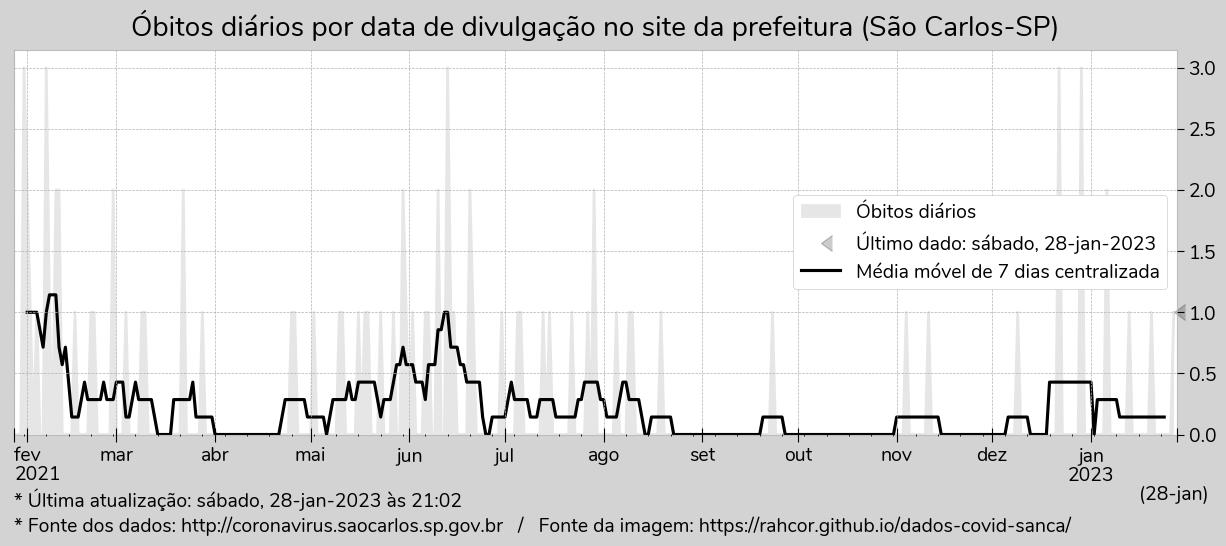 Óbitos diários por data de divulgação no site da prefeitura (São Carlos-SP)
3.0
2.5
2.0
1.5
1.0
0.5
0.0
Óbitos diários
Último dado: sábado, 28-jan-2023
Média móvel de 7 dias centralizada
fev mar abr mai jun jul ago set out nov dez jan
2021 2023
(28-jan)
* Última atualização: sábado, 28-jan-2023 às 21:02
* Fonte dos dados: http://coronavirus.saocarlos.sp.gov.br / Fonte da imagem: https://rahcor.github.io/dados-covid-sanca/